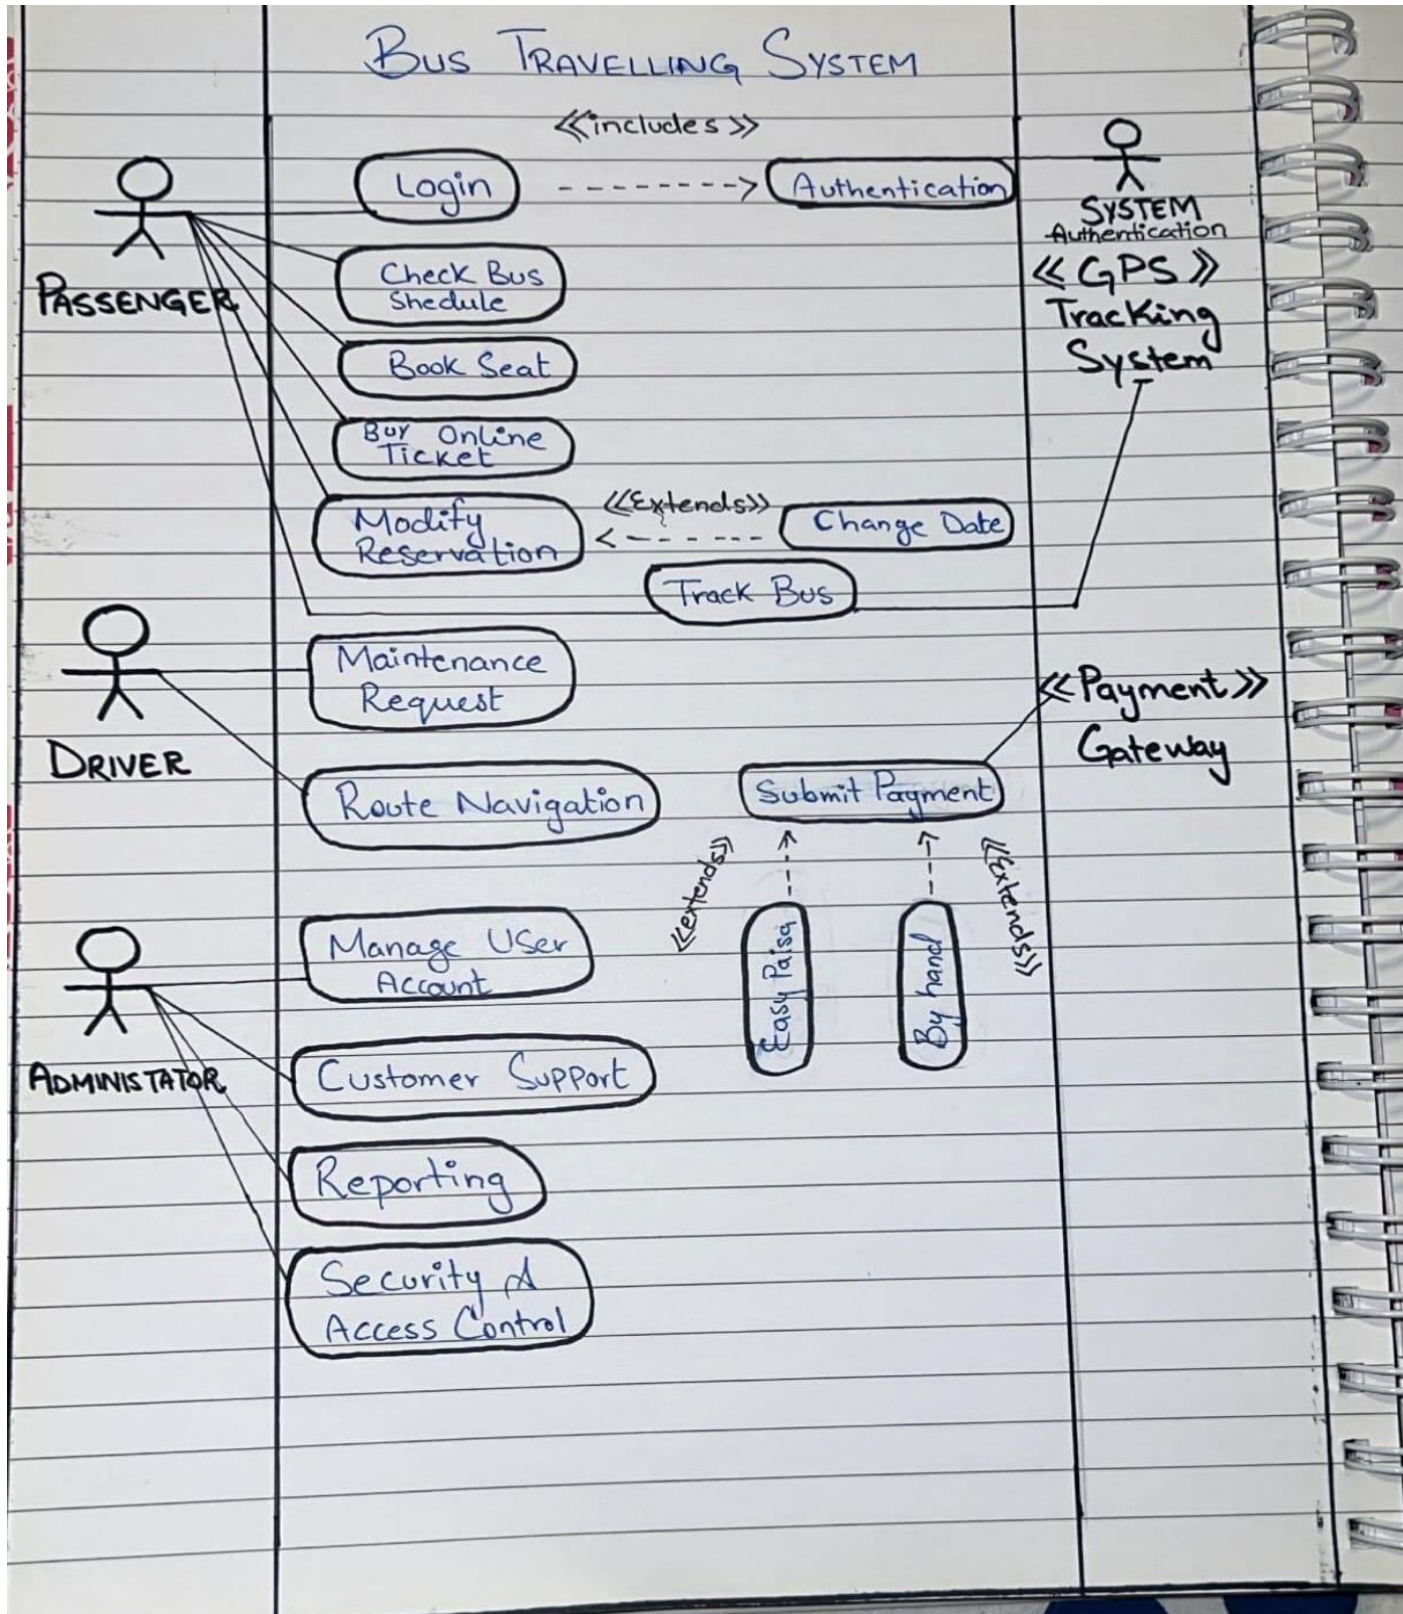 BUS TRAVELLING SYSTEM
<<includes>>
Login
Authentication
SYSTEM
Authentication
PASSENGER
Check Bus
Shedule
<<GPS>>
Tracking
System
Book Seat
Buy Online
Ticket
Modify
Reservation
<<Extends>>
Change Date
Track Bus
DRIVER
Maintenance
Request
Route Navigation
<<Payment>>
Gateway
Submit Payment
<<extends>>
<<Extends>>
Easy Paisa
By hand
ADMINISTATOR
Manage User
Account
Customer Support
Reporting
Security &
Access Control